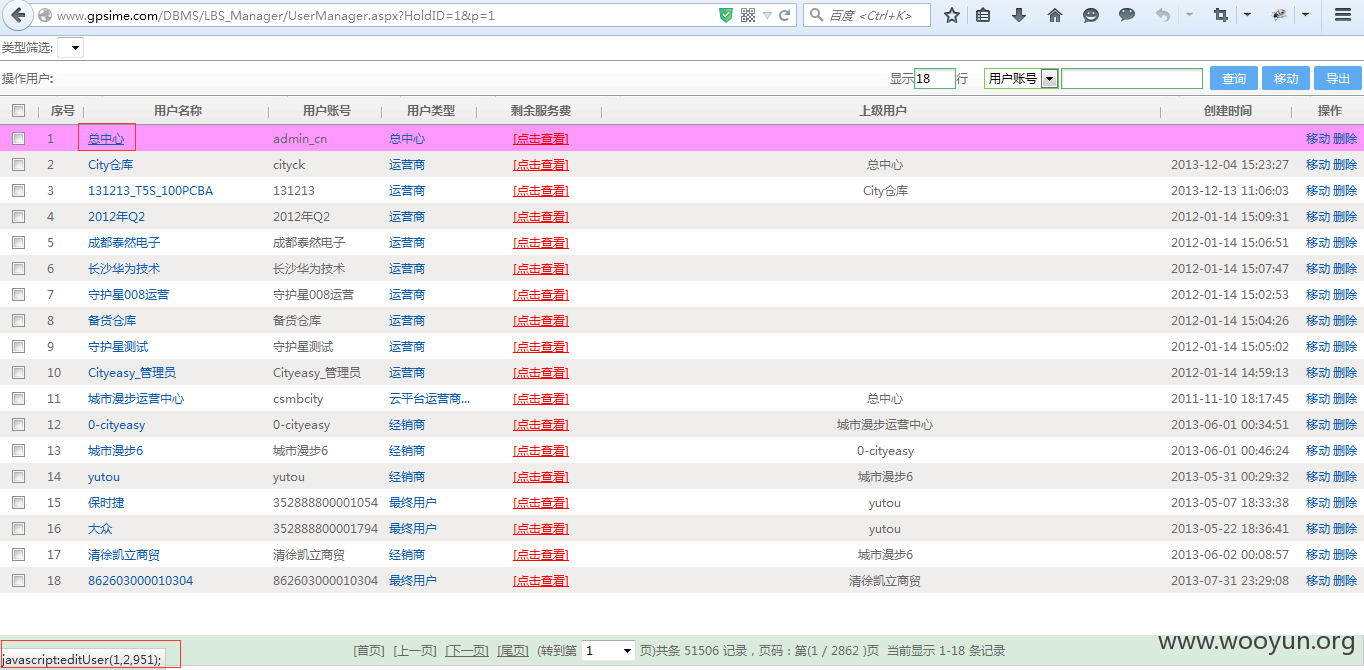 www.gpsime.com/DBMS/LBS_Manager/UserManager.aspx?HoldID=1&p=1 百度 <Ctrl+K>
类型筛选:
操作用户: 显示 18 行 用户账号 查询 移动 导出
序号 用户名称 用户账号 用户类型 剩余服务费 上级用户 创建时间 操作
1 总中心 admin_cn 总中心 [点击查看] 移动 删除
2 City仓库 cityck 运营商 [点击查看] 总中心 2013-12-04 15:23:27 移动 删除
3 131213_T5S_100PCBA 131213 运营商 [点击查看] City仓库 2013-12-13 11:06:03 移动 删除
4 2012年Q2 2012年Q2 运营商 [点击查看] 2012-01-14 15:09:31 移动 删除
5 成都泰然电子 成都泰然电子 运营商 [点击查看] 2012-01-14 15:06:51 移动 删除
6 长沙华为技术 长沙华为技术 运营商 [点击查看] 2012-01-14 15:07:47 移动 删除
7 守护星008运营 守护星008运营 运营商 [点击查看] 2012-01-14 15:02:53 移动 删除
8 备货仓库 备货仓库 运营商 [点击查看] 2012-01-14 15:04:26 移动 删除
9 守护星测试 守护星测试 运营商 [点击查看] 2012-01-14 15:05:02 移动 删除
10 Cityeasy_管理员 Cityeasy_管理员 运营商 [点击查看] 2012-01-14 14:59:13 移动 删除
11 城市漫步运营中心 csmbcity 云平台运营商... [点击查看] 总中心 2011-11-10 18:17:45 移动 删除
12 0-cityeasy 0-cityeasy 经销商 [点击查看] 城市漫步运营中心 2013-06-01 00:34:51 移动 删除
13 城市漫步6 城市漫步6 经销商 [点击查看] 0-cityeasy 2013-06-01 00:46:24 移动 删除
14 yutou yutou 经销商 [点击查看] 城市漫步6 2013-05-31 00:29:32 移动 删除
15 保时捷 352888800001054 最终用户 [点击查看] yutou 2013-05-07 18:33:38 移动 删除
16 大众 352888800001794 最终用户 [点击查看] yutou 2013-05-22 18:36:41 移动 删除
17 清徐凯立商贸 清徐凯立商贸 经销商 [点击查看] 城市漫步6 2013-06-02 00:08:57 移动 删除
18 862603000010304 862603000010304 最终用户 [点击查看] 清徐凯立商贸 2013-07-31 23:29:08 移动 删除
www.wooyun.org
javascript:editUser(1,2,951); [首页] [上一页] [下一页] [尾页] (转到第 1 页)共条 51506 记录，页码：第(1 / 2862 )页 当前显示 1-18 条记录